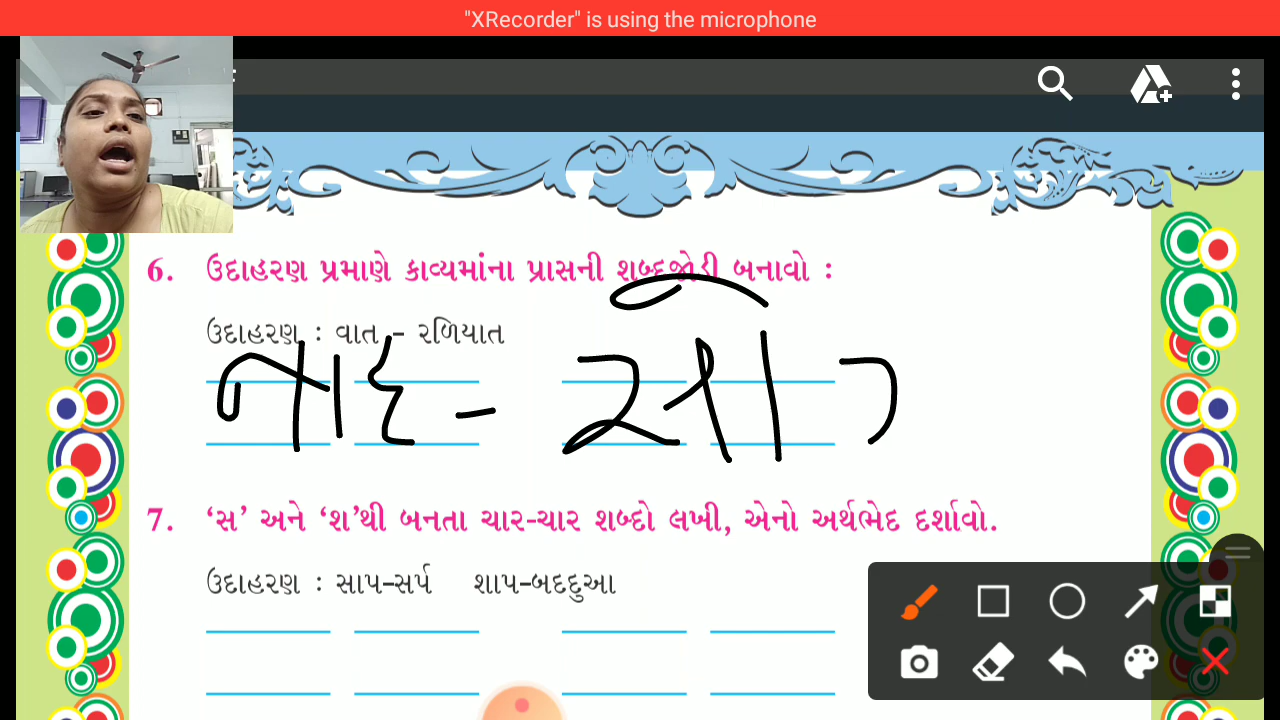 "XRecorder" is using the microphone
6. ઉદાહરણ પ્રમાણે કાવ્યમાંના પ્રાસની શબ્દજોડી બનાવો :
ઉદાહરણ : વાત – રળિયાત
નાદ -
7. ‘સ’ અને ‘શ’થી બનતા ચાર-ચાર શબ્દો લખી, એનો અર્થભેદ દર્શાવો.
ઉદાહરણ : સાપ–સર્પ શાપ–બદદુઆ